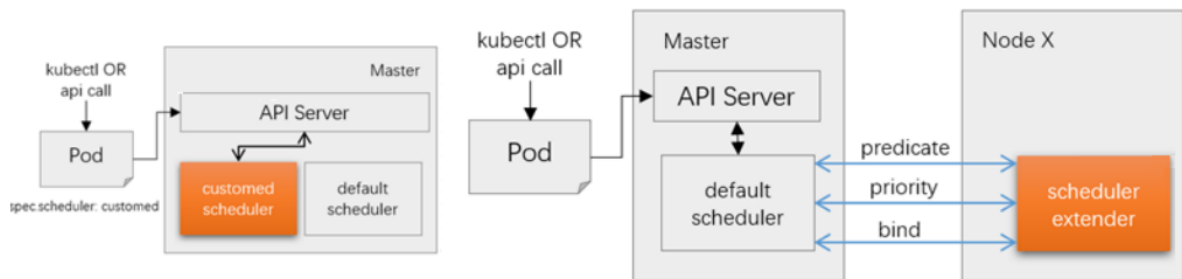 kubectl OR
api call
Pod
spec.scheduler: customed
Master
API Server
customed
scheduler
default
scheduler
kubectl OR
api call
Pod
Master
API Server
default
scheduler
predicate
priority
bind
Node X
scheduler
extender